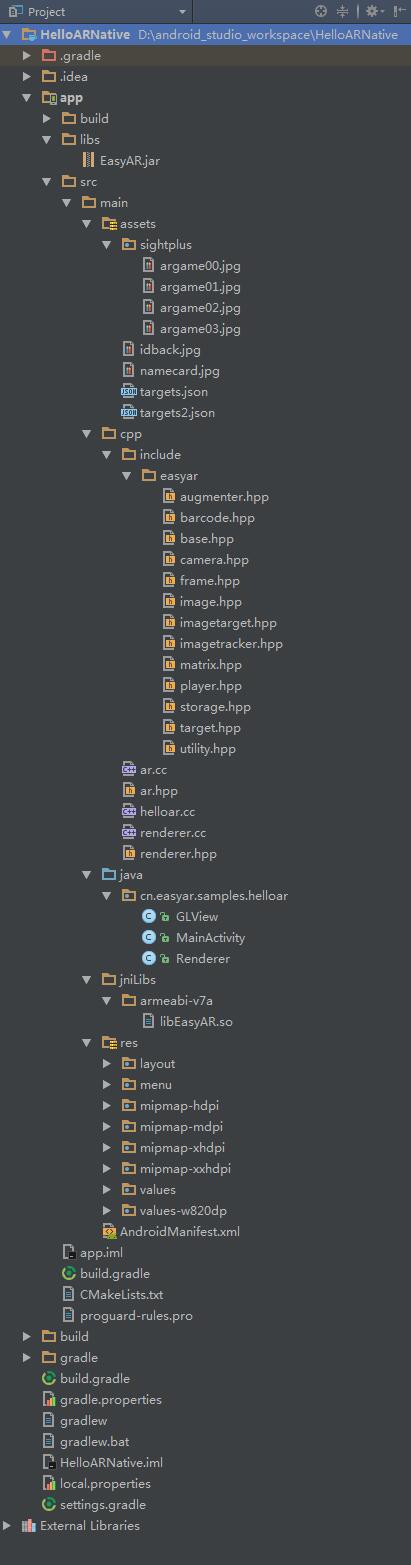 Project
HelloARNative D:\android_studio_workspace\HelloARNative
.gradle
.idea
app
build
libs
EasyAR.jar
src
main
assets
sightplus
argame00.jpg
argame01.jpg
argame02.jpg
argame03.jpg
idback.jpg
namecard.jpg
targets.json
targets2.json
cpp
include
easyar
augmenter.hpp
barcode.hpp
base.hpp
camera.hpp
frame.hpp
image.hpp
imagetarget.hpp
imagetracker.hpp
matrix.hpp
player.hpp
storage.hpp
target.hpp
utility.hpp
ar.cc
ar.hpp
helloar.cc
renderer.cc
renderer.hpp
java
cn.easyar.samples.helloar
GLView
MainActivity
Renderer
jniLibs
armeabi-v7a
libEasyAR.so
res
layout
menu
mipmap-hdpi
mipmap-mdpi
mipmap-xhdpi
mipmap-xxhdpi
values
values-w820dp
AndroidManifest.xml
app.iml
build.gradle
CMakeLists.txt
proguard-rules.pro
build
gradle
build.gradle
gradle.properties
gradlew
gradlew.bat
HelloARNative.iml
local.properties
settings.gradle
External Libraries